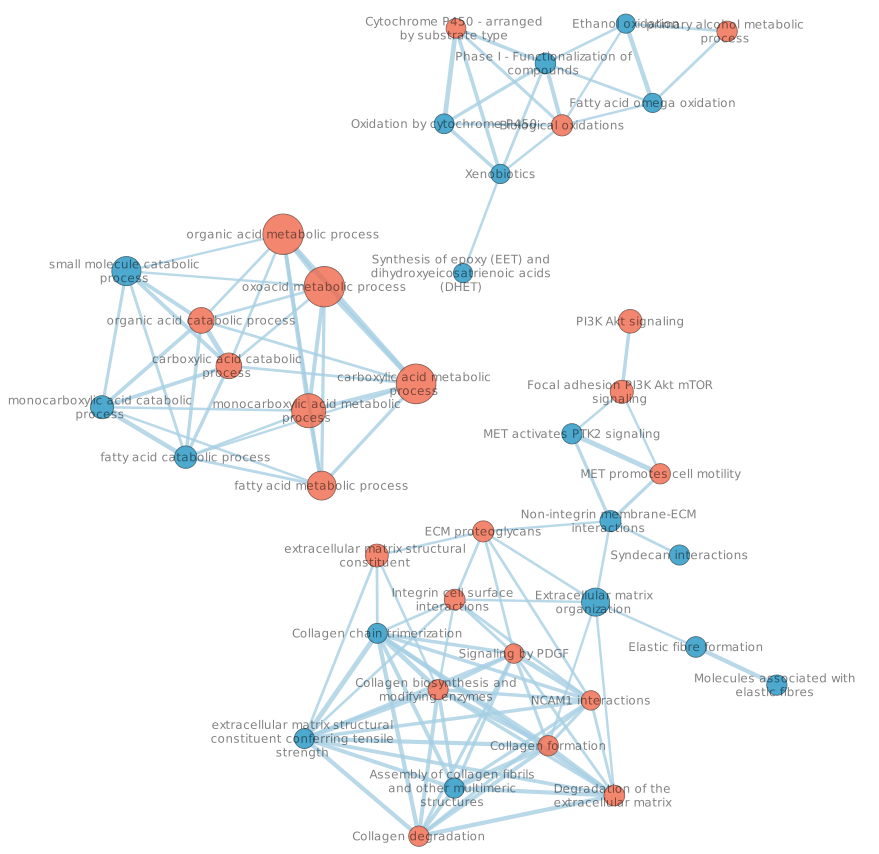 Cytochrome P450 - arranged
by substrate type
Ethanol oxidation
primary alcohol metabolic
process
Phase I - Functionalization of
compounds
Fatty acid omega oxidation
Oxidation by cytochrome P450
Biological oxidations
Xenobiotics
Synthesis of epoxy (EET) and
dihydroxyeicosatrienoic acids
(DHET)
organic acid metabolic process
small molecule catabolic
process
oxoacid metabolic process
organic acid catabolic process
carboxylic acid catabolic
process
carboxylic acid metabolic
process
monocarboxylic acid catabolic
process
monocarboxylic acid metabolic
process
fatty acid catabolic process
fatty acid metabolic process
PI3K Akt signaling
Focal adhesion PI3K Akt mTOR
signaling
MET activates PTK2 signaling
MET promotes cell motility
Non-integrin membrane-ECM
interactions
Syndecan interactions
ECM proteoglycans
extracellular matrix structural
constituent
Integrin cell surface
interactions
Extracellular matrix
organization
Collagen chain trimerization
Signaling by PDGF
Elastic fibre formation
Molecules associated with
elastic fibres
Collagen biosynthesis and
modifying enzymes
NCAM1 interactions
extracellular matrix structural
constituent conferring tensile
strength
Collagen formation
Assembly of collagen fibrils
and other multimeric
structures
Degradation of the
extracellular matrix
Collagen degradation